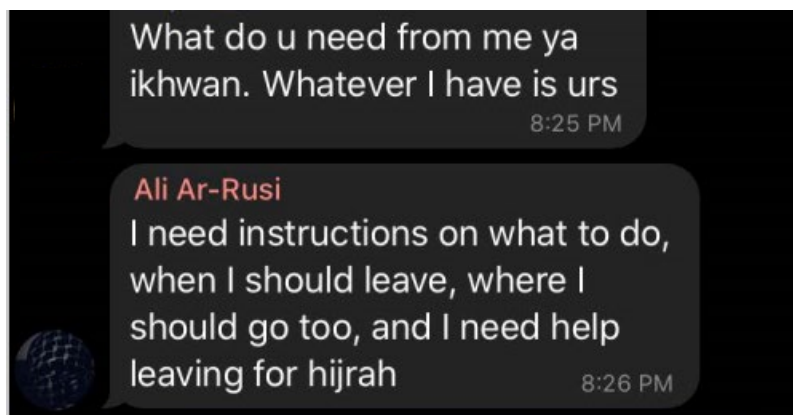 What do u need from me ya
ikhwan. Whatever I have is urs
8:25 PM
Ali Ar-Rusi
I need instructions on what to do,
when I should leave, where I
should go too, and I need help
leaving for hijrah
8:26 PM